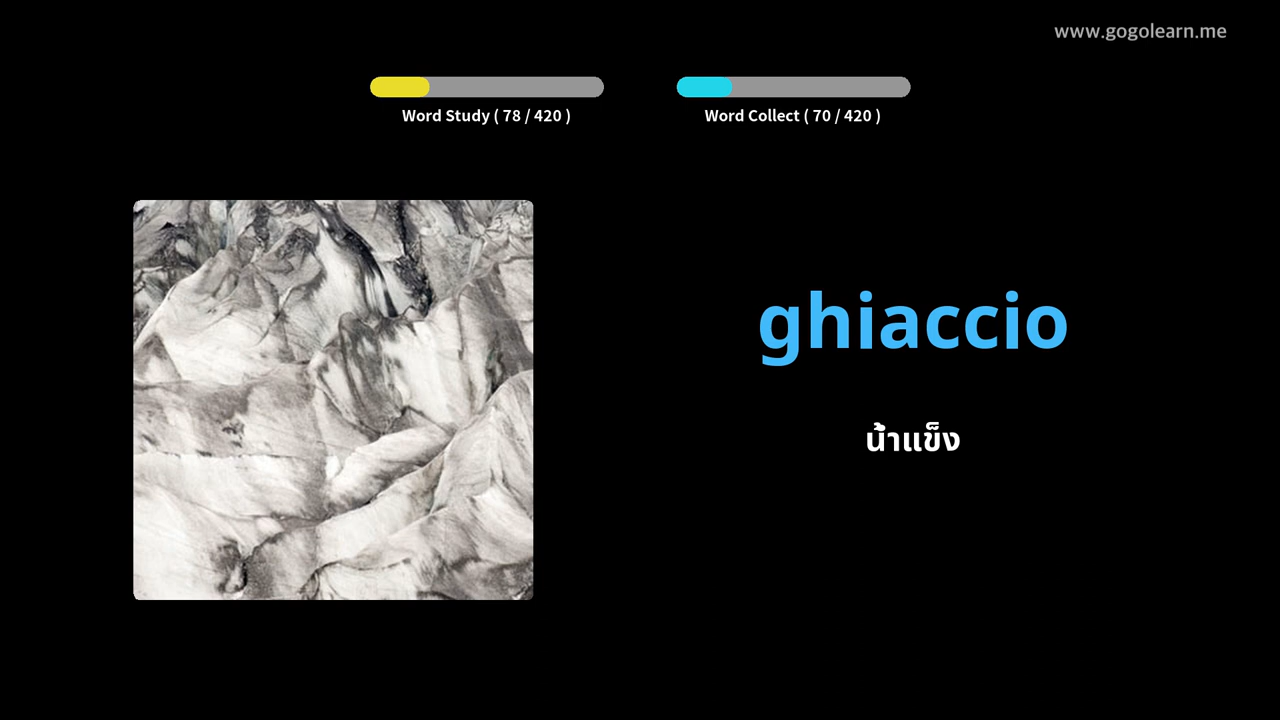 www.gogolearn.me
Word Study ( 78 / 420 )
Word Collect ( 70 / 420 )
ghiaccio
น้ำแข็ง